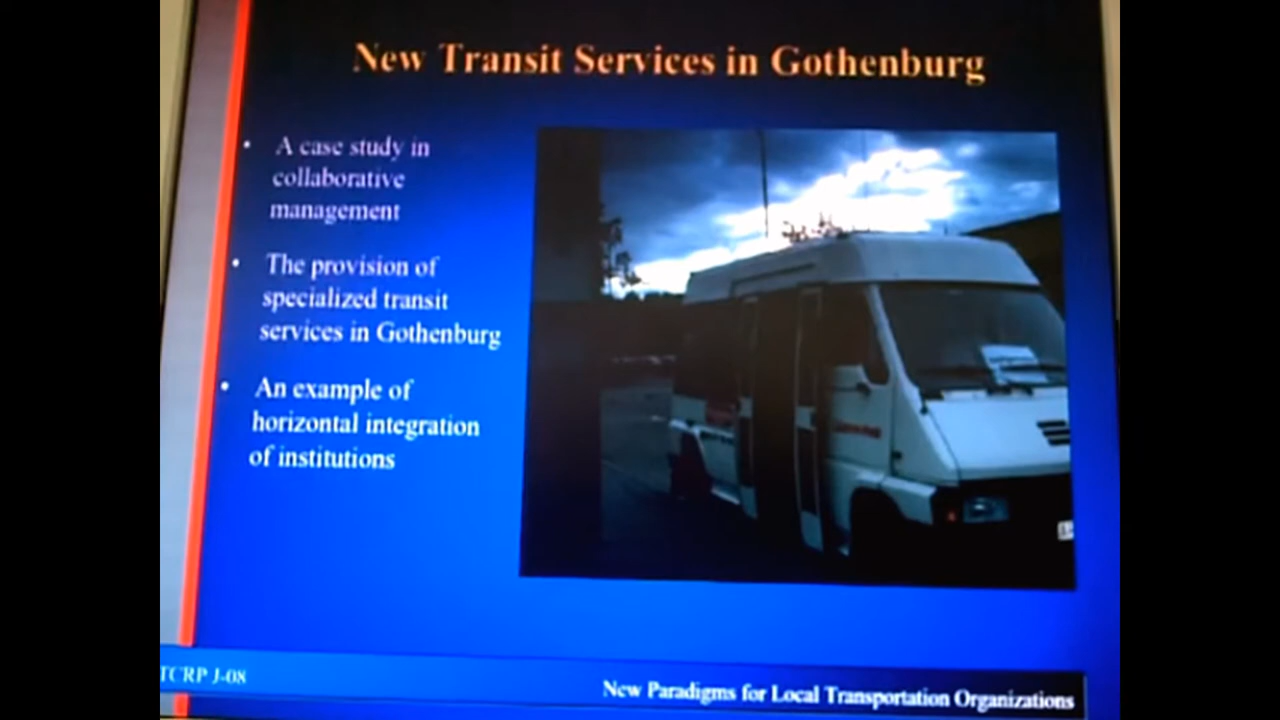 New Transit Services in Gothenburg
• A case study in
collaborative
management
• The provision of
specialized transit
services in Gothenburg
• An example of
horizontal integration
of institutions
TCRP J-08
New Paradigms for Local Transportation Organizations